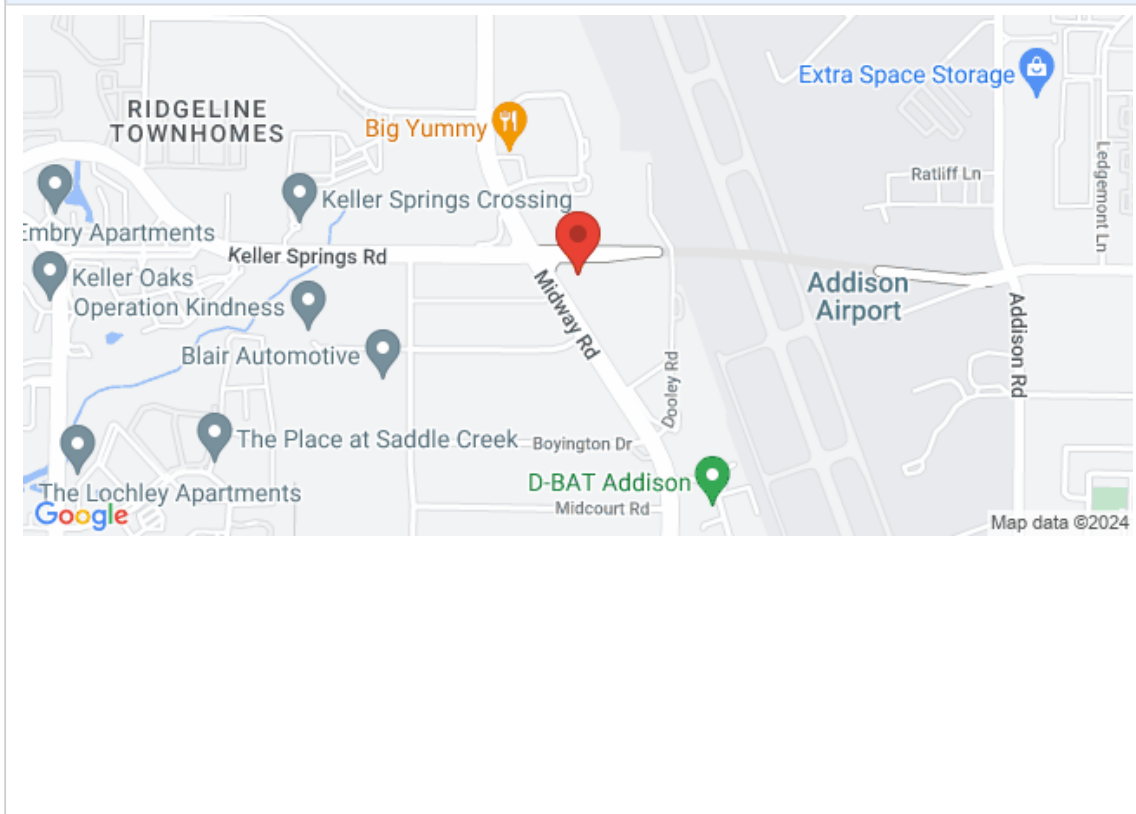 Extra Space Storage
RIDGELINE
TOWNHOMES
Big Yummy
Ledgemont Ln
Ratliff Ln
Keller Springs Crossing
Embry Apartments
Keller Springs Rd
Keller Oaks
Operation Kindness
Midway Rd
Addison
Airport
Addison Rd
Blair Automotive
Dooley Rd
The Place at Saddle Creek
Boyington Dr
D-BAT Addison
The Lochley Apartments
Midcourt Rd
Google
Map data ©2024